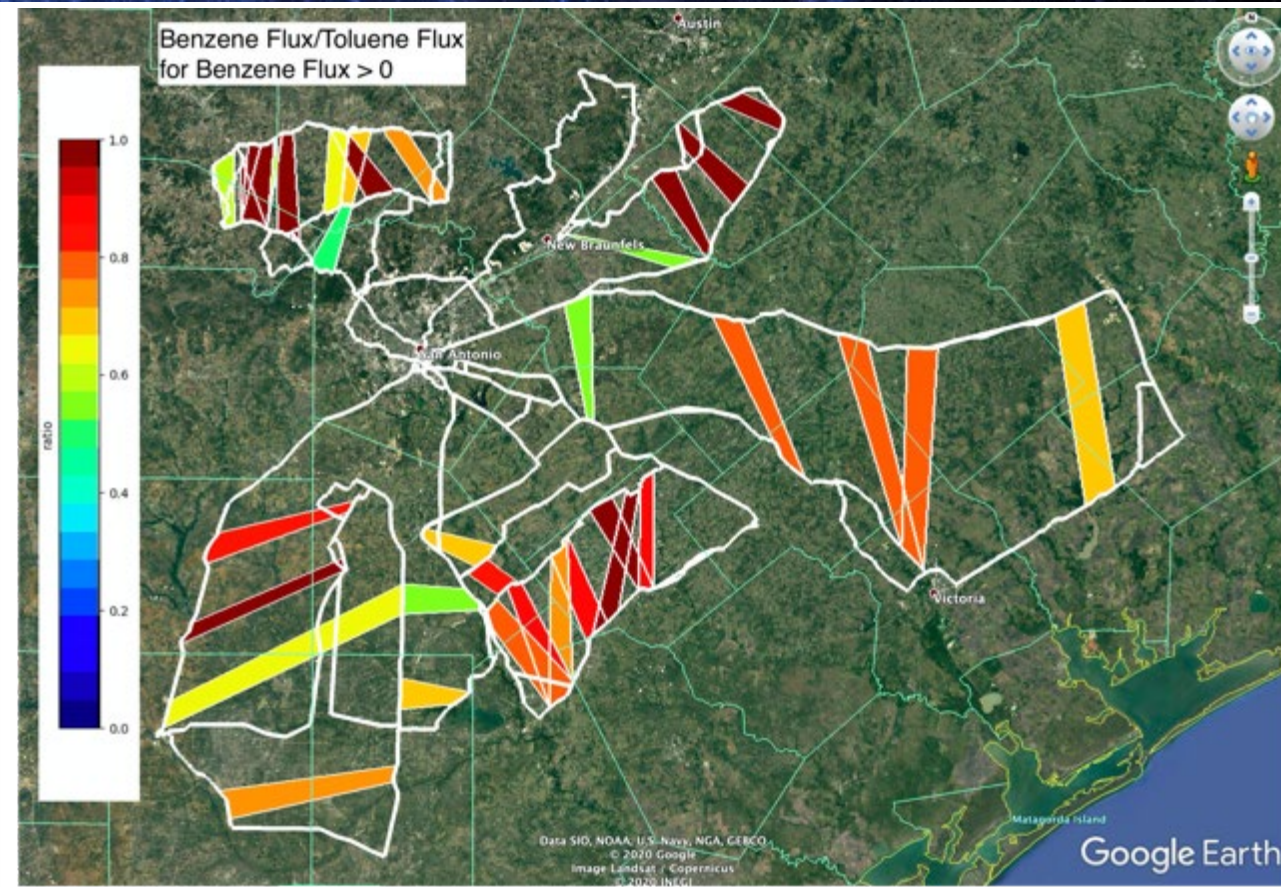 Benzene Flux/Toluene Flux
for Benzene Flux > 0
Austin
N
1.0
0.8
0.6
0.4
0.2
0.0
ratio
New Braunfels
San Antonio
Victoria
Matagorda Island
Data SIO, NOAA, U.S. Navy, NGA, GEBCO
© 2020 Google
Image Landsat / Copernicus
© 2020 INEGI
Google Earth